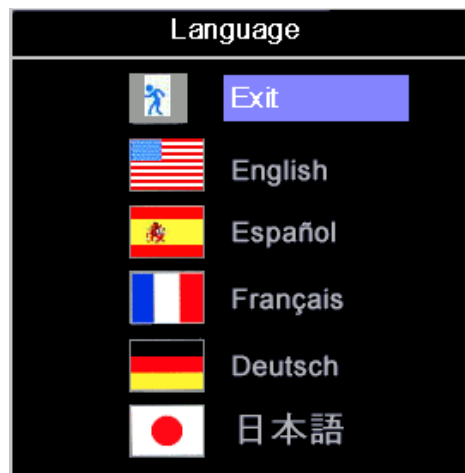 Language
Exit
English
Español
Français
Deutsch
日本語